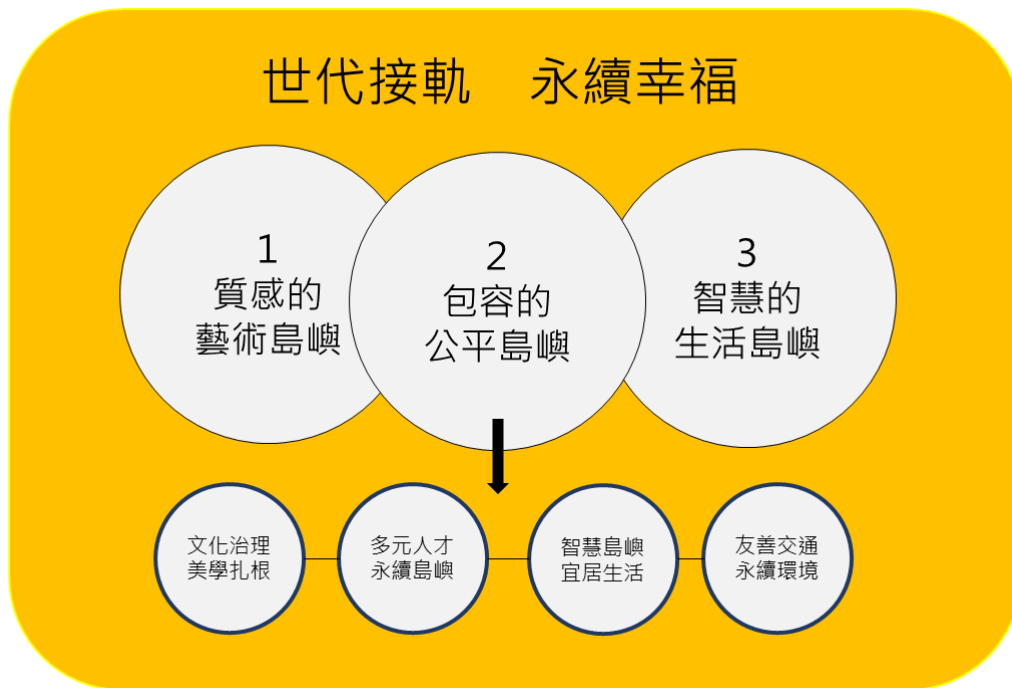 世代接軌　永續幸福
1
質感的
藝術島嶼
2
包容的
公平島嶼
3
智慧的
生活島嶼
文化治理
美學扎根
多元人才
永續島嶼
智慧島嶼
宜居生活
友善交通
永續環境